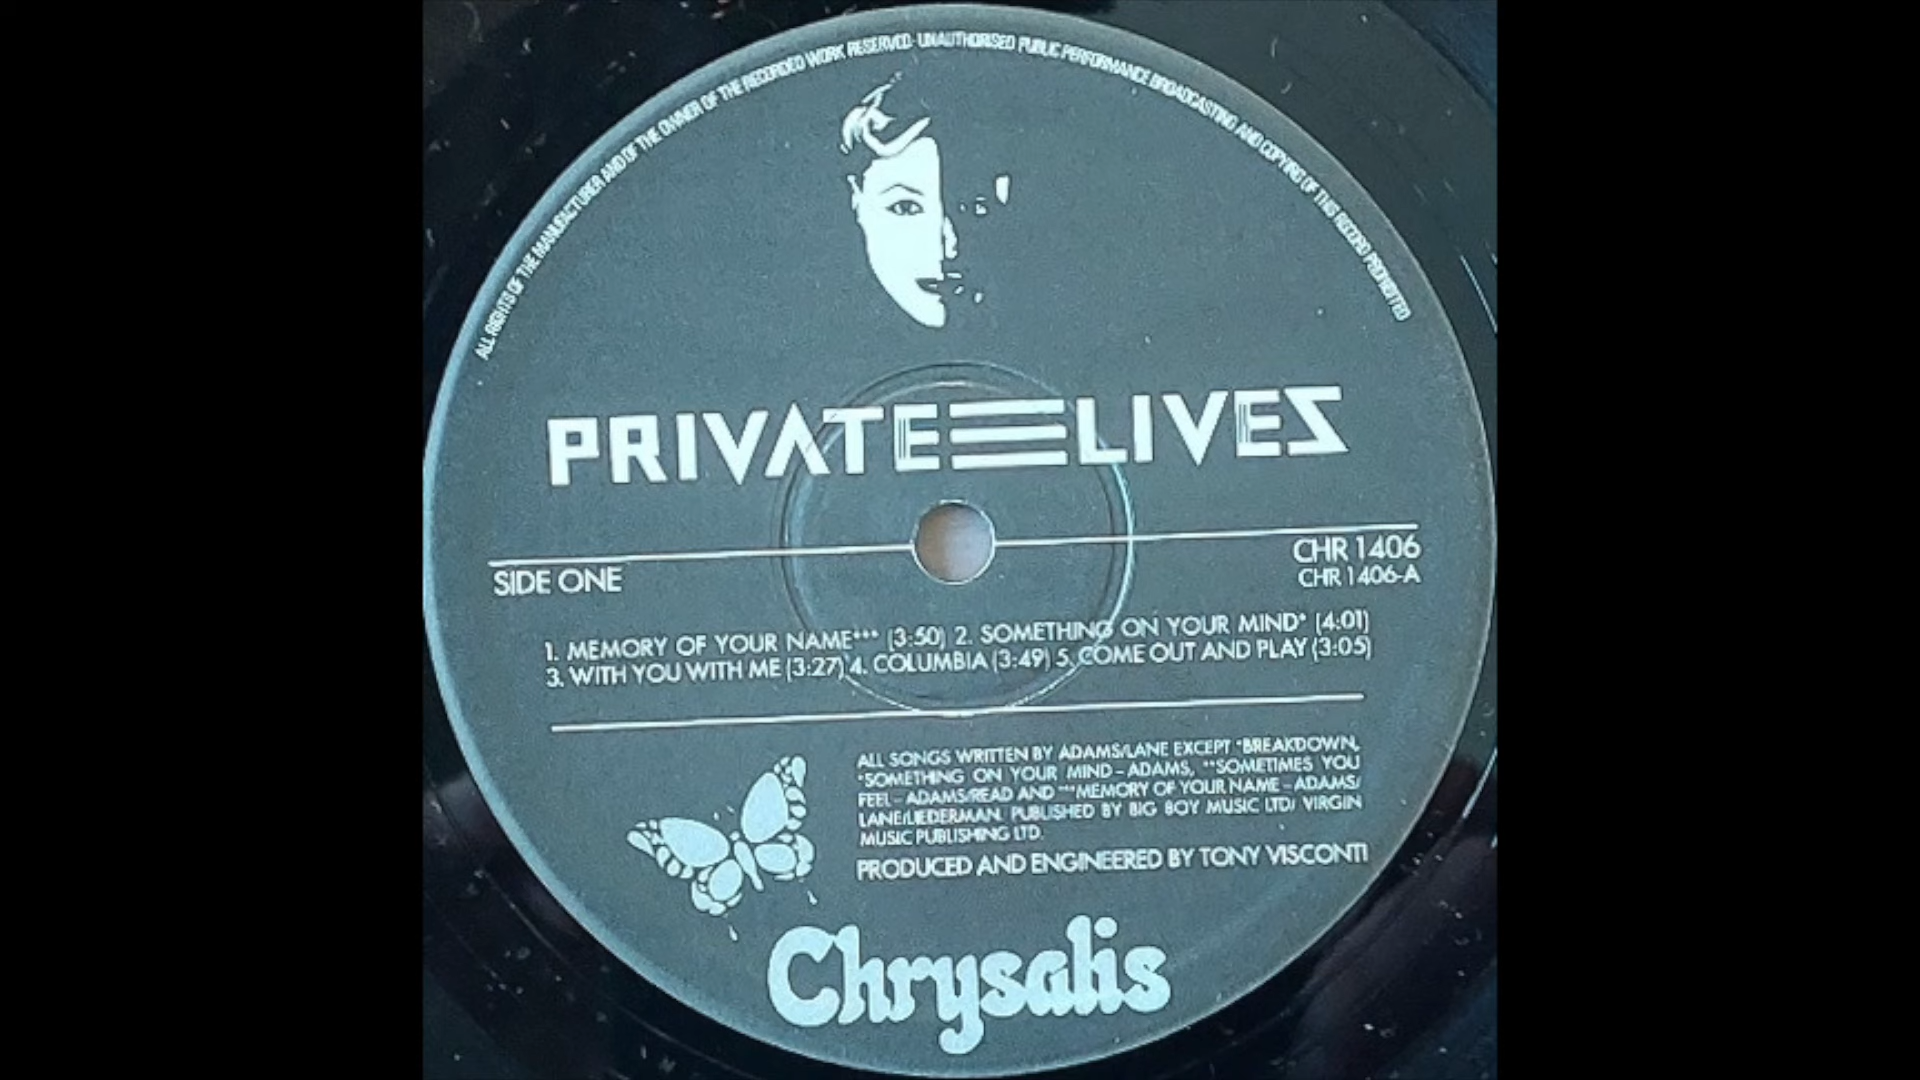 ALL RIGHTS OF THE MANUFACTURER AND OF THE OWNER OF THE RECORDED WORK RESERVED· UNAUTHORISED PUBLIC PERFORMANCE BROADCASTING AND COPYING OF THIS RECORD PROHIBITED
PRIVATE LIVES
SIDE ONE
CHR 1406
CHR 1406-A
1. MEMORY OF YOUR NAME*** (3:50) 2. SOMETHING ON YOUR MIND* (4:01)
3. WITH YOU WITH ME (3:27) 4. COLUMBIA (3:49) 5. COME OUT AND PLAY (3:05)
ALL SONGS WRITTEN BY ADAMS/LANE EXCEPT *BREAKDOWN,
*SOMETHING ON YOUR MIND – ADAMS, **SOMETIMES YOU
FEEL – ADAMS/READ AND ***MEMORY OF YOUR NAME – ADAMS/
LANE/LIEDERMAN. PUBLISHED BY BIG BOY MUSIC LTD/ VIRGIN
MUSIC PUBLISHING LTD.
PRODUCED AND ENGINEERED BY TONY VISCONTI
Chrysalis